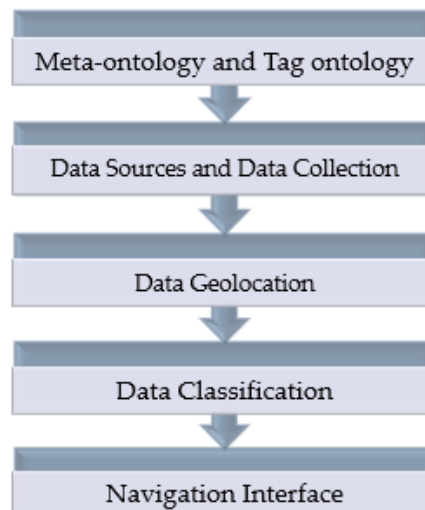 Meta-ontology and Tag ontology
Data Sources and Data Collection
Data Geolocation
Data Classification
Navigation Interface